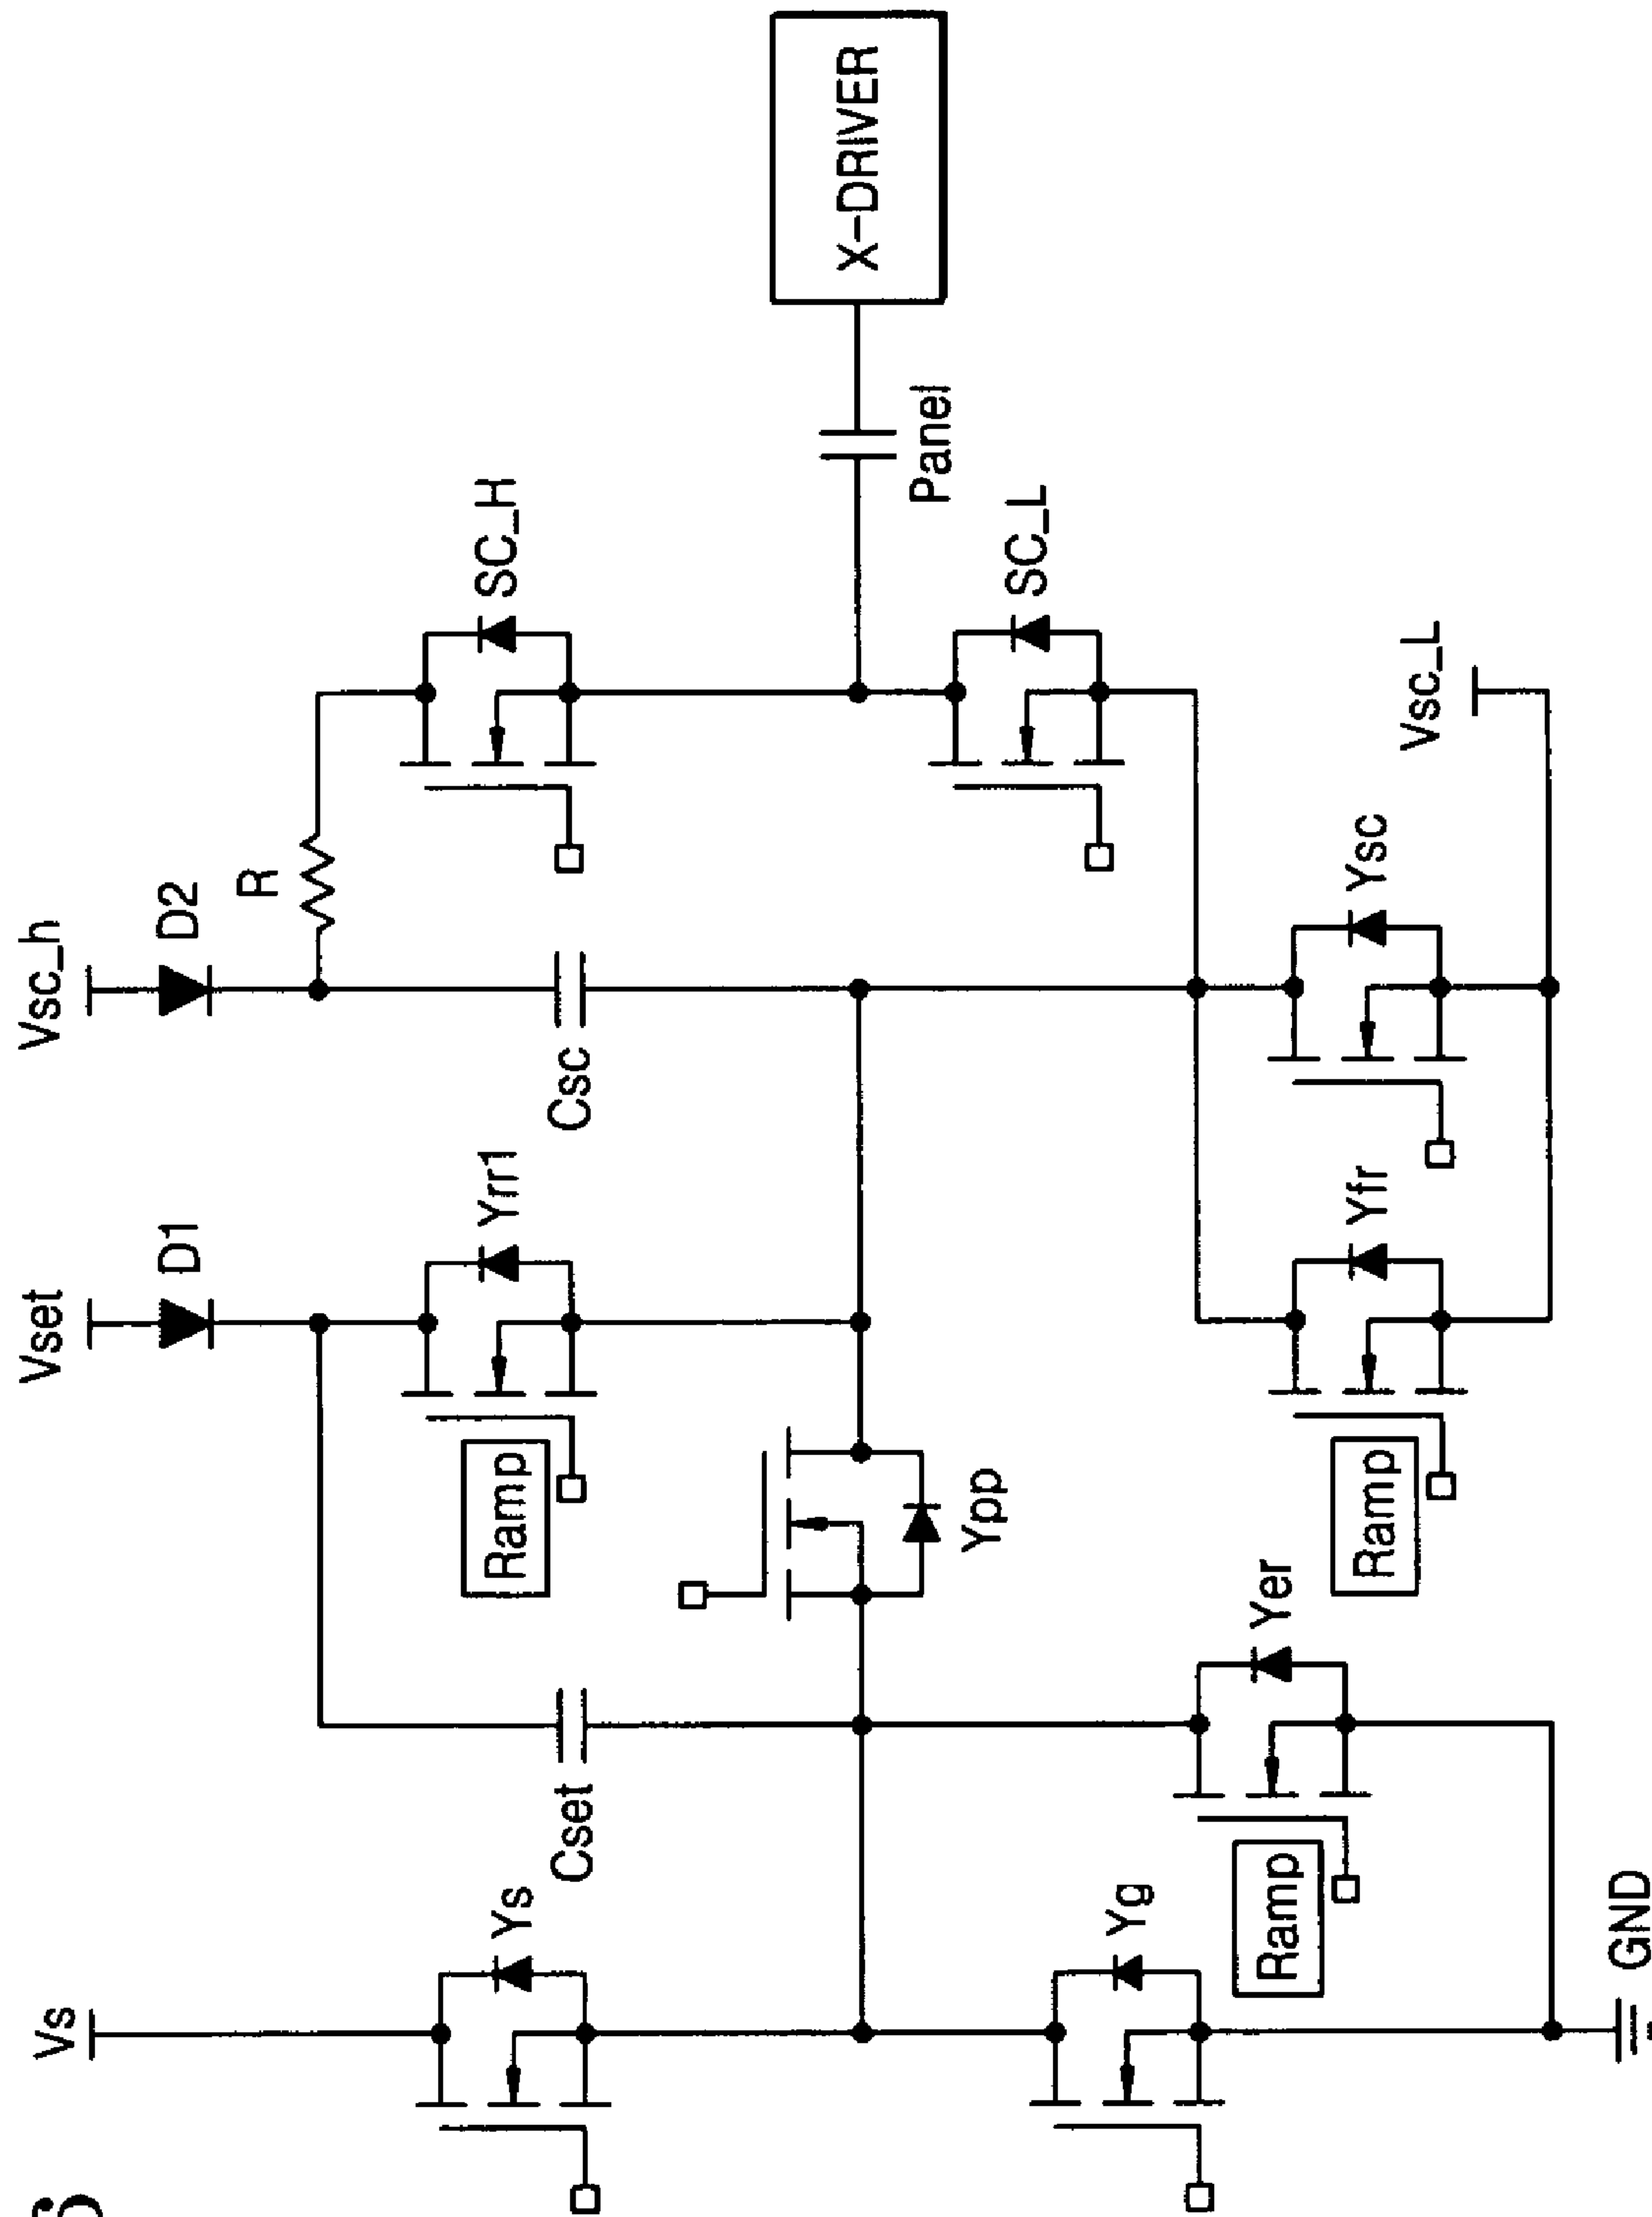 Vs
Vset
Vsc_h
D1
D2
R
Ys
Cset
Yrr1
Ramp
Csc
SC_H
X-DRIVER
Panel
Ypp
SC_L
Yg
Ramp
Yer
Ramp
Yfr
Ysc
Vsc_L
GND